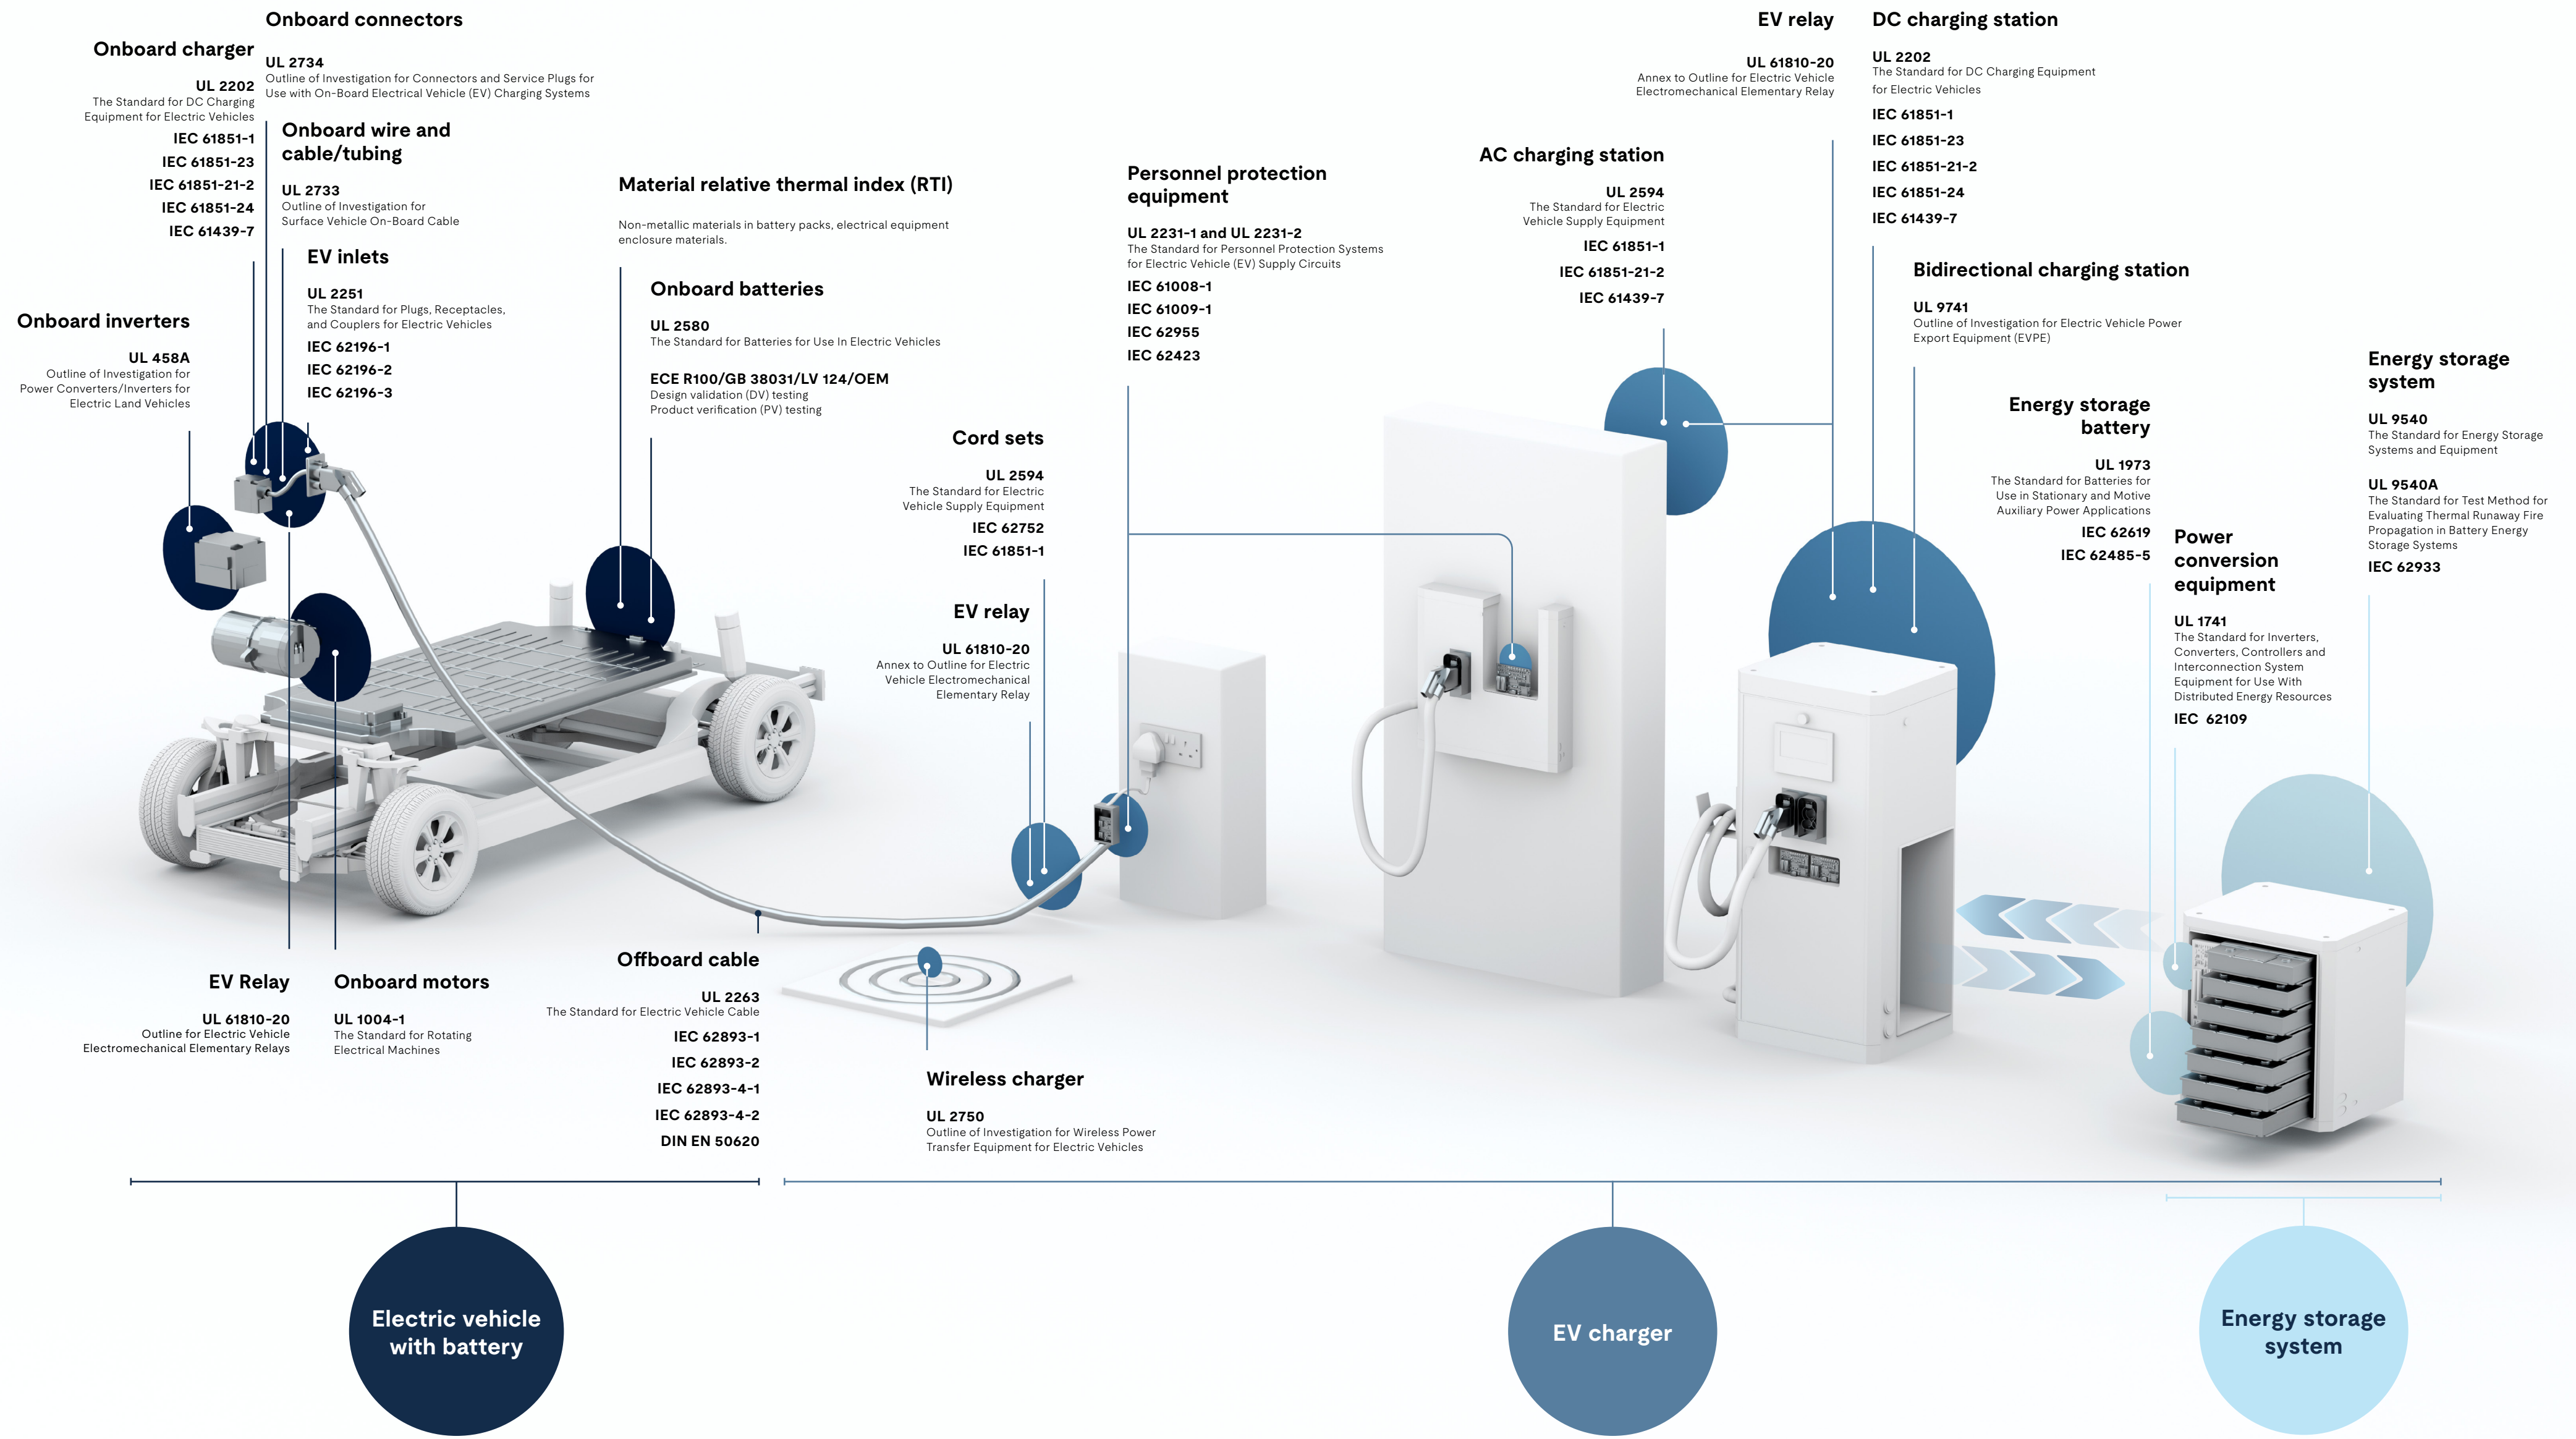 Onboard connectors
UL 2734
Outline of Investigation for Connectors and Service Plugs for
Use with On-Board Electrical Vehicle (EV) Charging Systems
Onboard charger
UL 2202
The Standard for DC Charging
Equipment for Electric Vehicles
IEC 61851-1
IEC 61851-23
IEC 61851-21-2
IEC 61851-24
IEC 61439-7
Onboard wire and
cable/tubing
UL 2733
Outline of Investigation for
Surface Vehicle On-Board Cable
EV inlets
UL 2251
The Standard for Plugs, Receptacles,
and Couplers for Electric Vehicles
IEC 62196-1
IEC 62196-2
IEC 62196-3
Onboard inverters
UL 458A
Outline of Investigation for
Power Converters/Inverters for
Electric Land Vehicles
Material relative thermal index (RTI)
Non-metallic materials in battery packs, electrical equipment
enclosure materials.
Onboard batteries
UL 2580
The Standard for Batteries for Use In Electric Vehicles
ECE R100/GB 38031/LV 124/OEM
Design validation (DV) testing
Product verification (PV) testing
Cord sets
UL 2594
The Standard for Electric
Vehicle Supply Equipment
IEC 62752
IEC 61851-1
EV relay
UL 61810-20
Annex to Outline for Electric
Vehicle Electromechanical
Elementary Relay
Personnel protection
equipment
UL 2231-1 and UL 2231-2
The Standard for Personnel Protection Systems
for Electric Vehicle (EV) Supply Circuits
IEC 61008-1
IEC 61009-1
IEC 62955
IEC 62423
AC charging station
UL 2594
The Standard for Electric
Vehicle Supply Equipment
IEC 61851-1
IEC 61851-21-2
IEC 61439-7
EV relay
UL 61810-20
Annex to Outline for Electric Vehicle
Electromechanical Elementary Relay
DC charging station
UL 2202
The Standard for DC Charging Equipment
for Electric Vehicles
IEC 61851-1
IEC 61851-23
IEC 61851-21-2
IEC 61851-24
IEC 61439-7
Bidirectional charging station
UL 9741
Outline of Investigation for Electric Vehicle Power
Export Equipment (EVPE)
Energy storage
battery
UL 1973
The Standard for Batteries for
Use in Stationary and Motive
Auxiliary Power Applications
IEC 62619
IEC 62485-5
Power
conversion
equipment
UL 1741
The Standard for Inverters,
Converters, Controllers and
Interconnection System
Equipment for Use With
Distributed Energy Resources
IEC 62109
Energy storage
system
UL 9540
The Standard for Energy Storage
Systems and Equipment
UL 9540A
The Standard for Test Method for
Evaluating Thermal Runaway Fire
Propagation in Battery Energy
Storage Systems
IEC 62933
EV Relay
UL 61810-20
Outline for Electric Vehicle
Electromechanical Elementary Relays
Onboard motors
UL 1004-1
The Standard for Rotating
Electrical Machines
Offboard cable
UL 2263
The Standard for Electric Vehicle Cable
IEC 62893-1
IEC 62893-2
IEC 62893-4-1
IEC 62893-4-2
DIN EN 50620
Wireless charger
UL 2750
Outline of Investigation for Wireless Power
Transfer Equipment for Electric Vehicles
Electric vehicle
with battery
EV charger
Energy storage
system